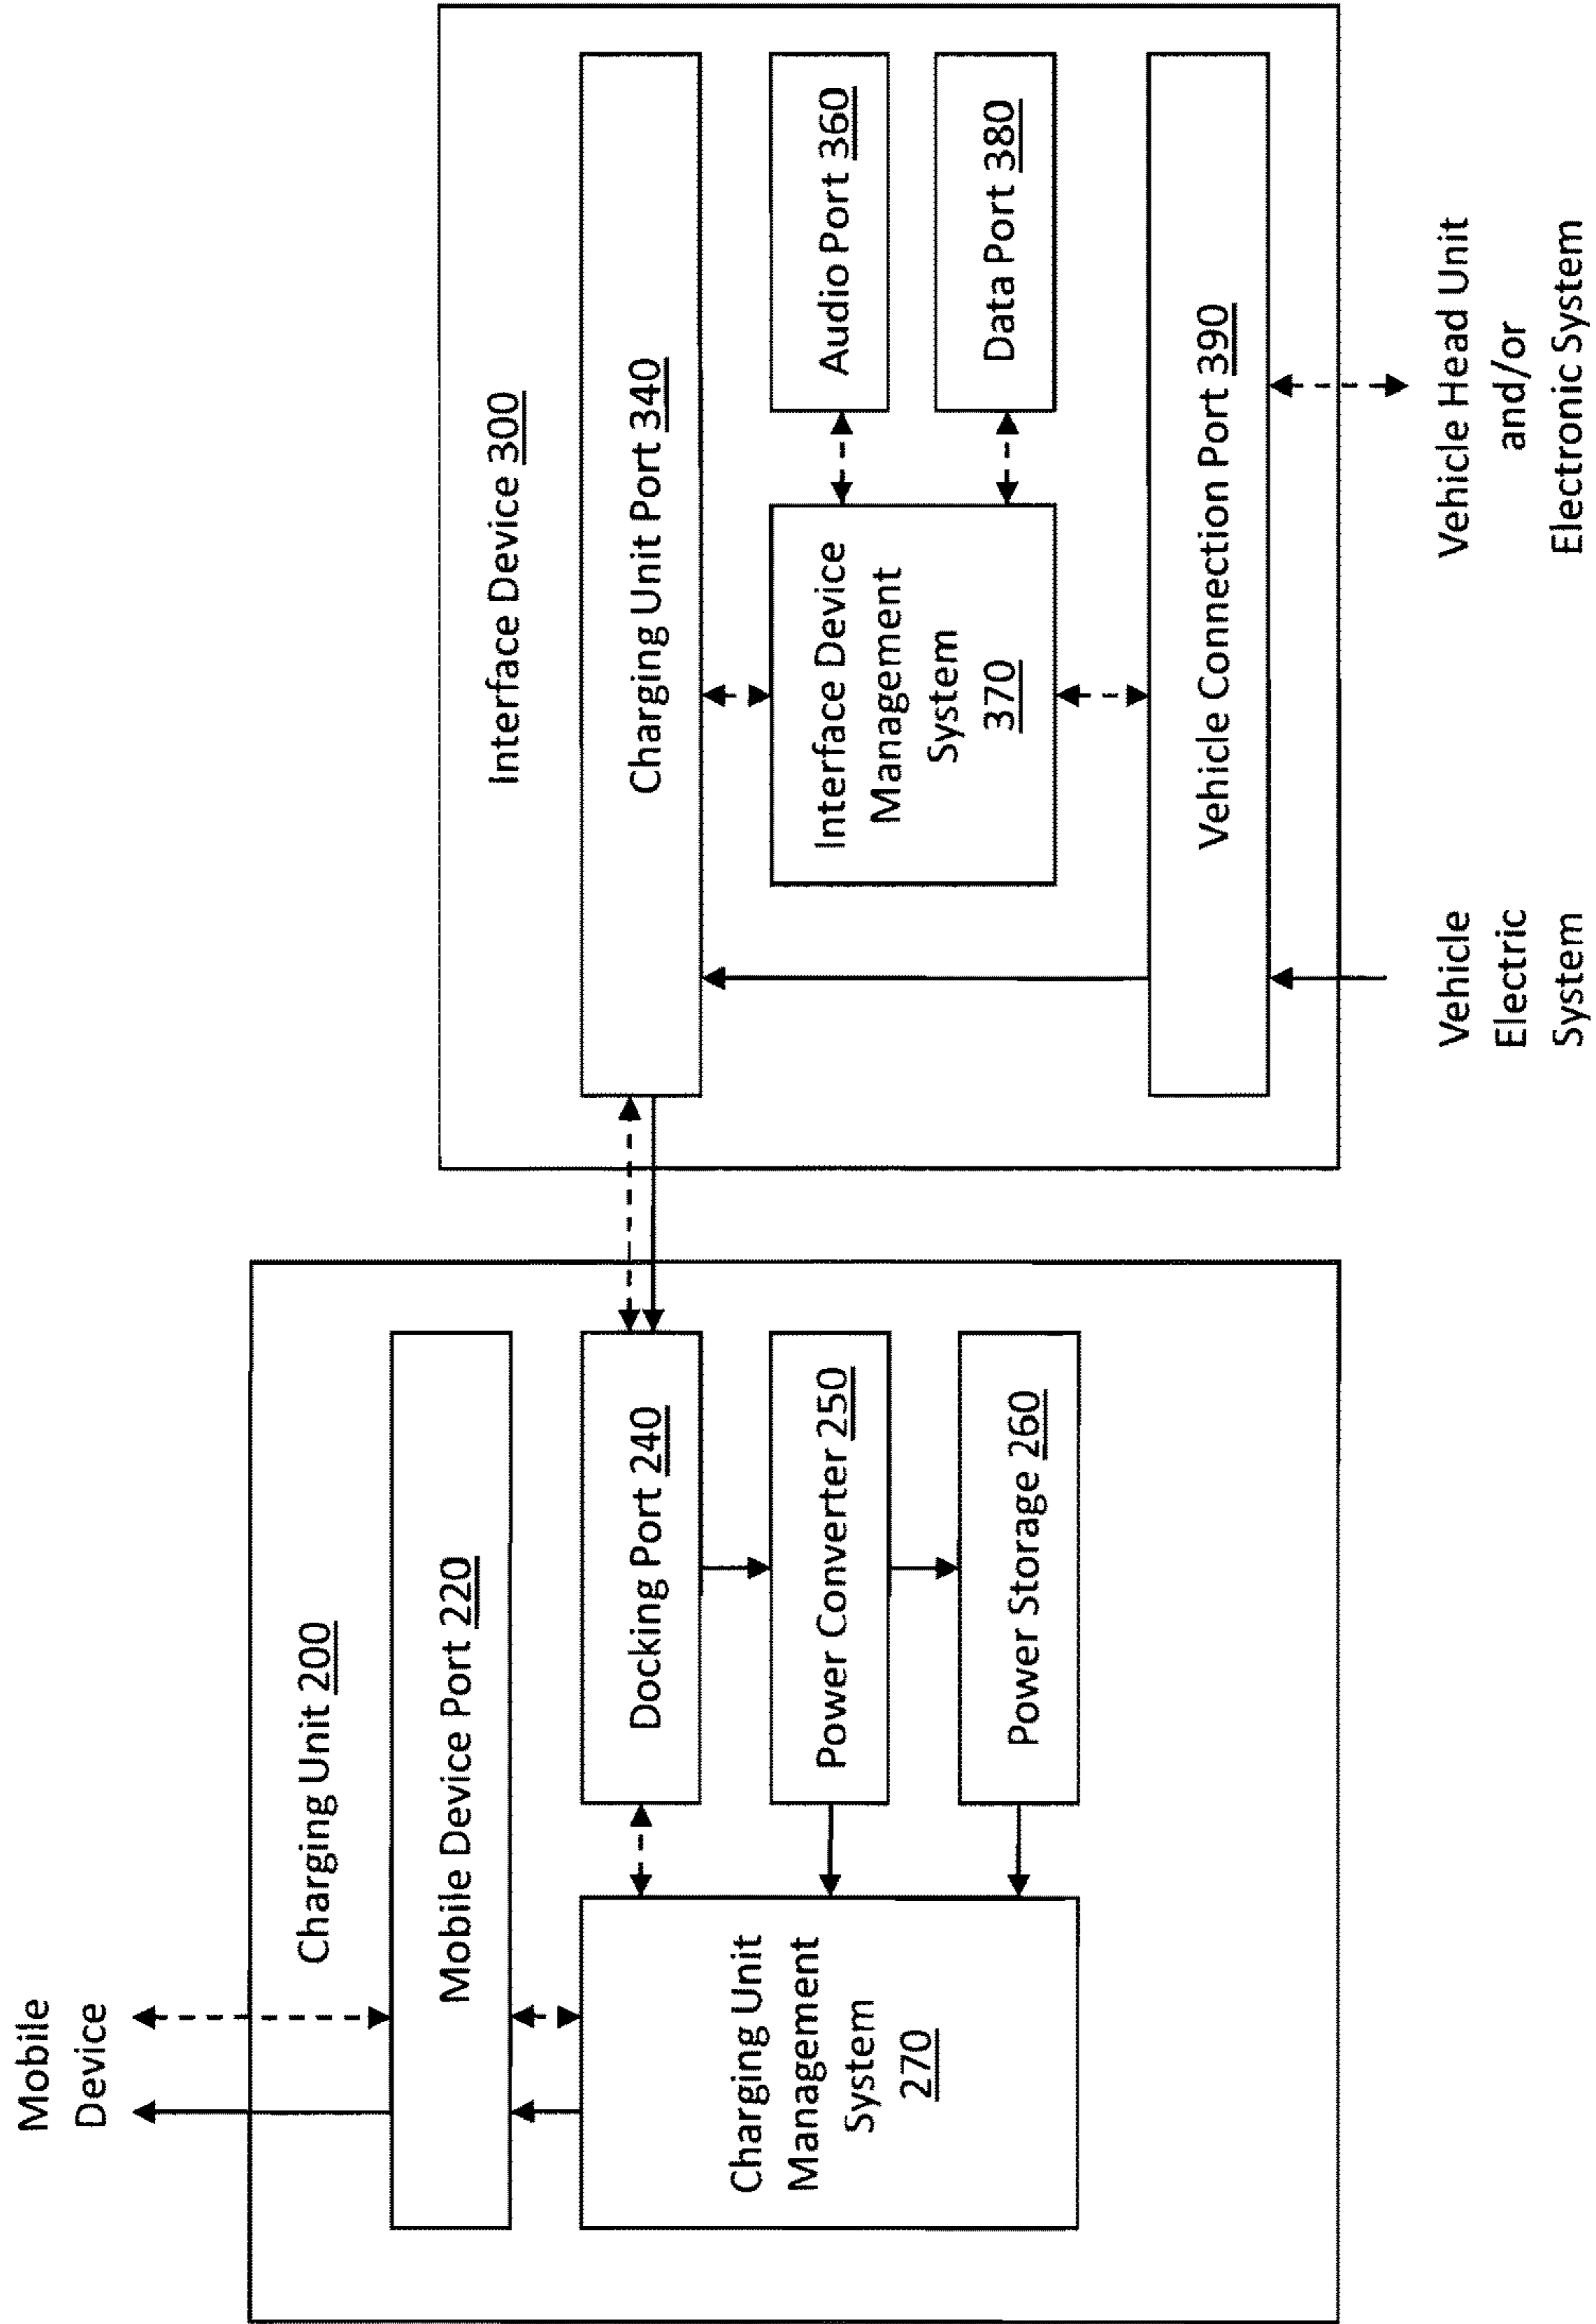 Mobile
Device
Charging Unit 200
Mobile Device Port 220
Docking Port 240
Power Converter 250
Power Storage 260
Charging Unit
Management
System
270
Interface Device 300
Charging Unit Port 340
Audio Port 360
Data Port 380
Interface Device
Management
System
370
Vehicle Connection Port 390
Vehicle
Electric
System
Vehicle Head Unit
and/or
Electronic System